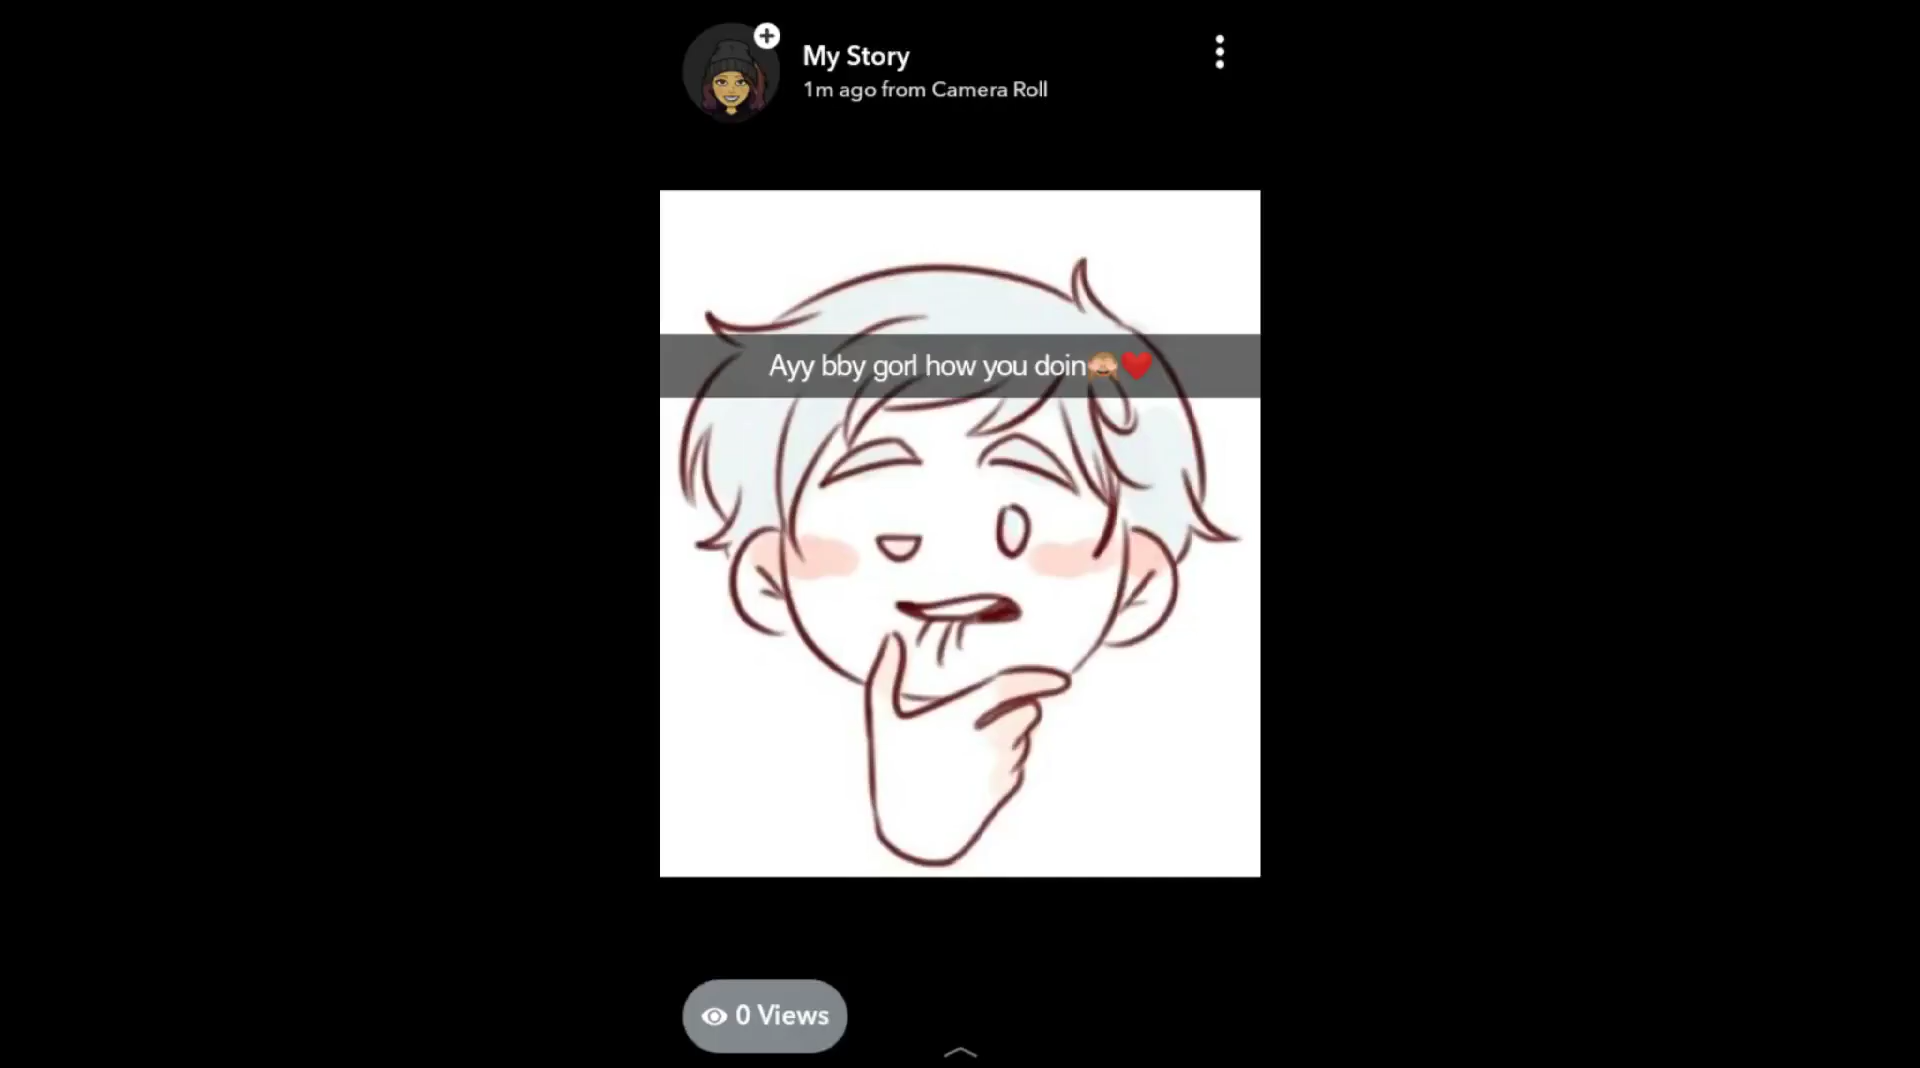 My Story
1m ago from Camera Roll
Ayy bby gorl how you doin🙈❤️
0 Views